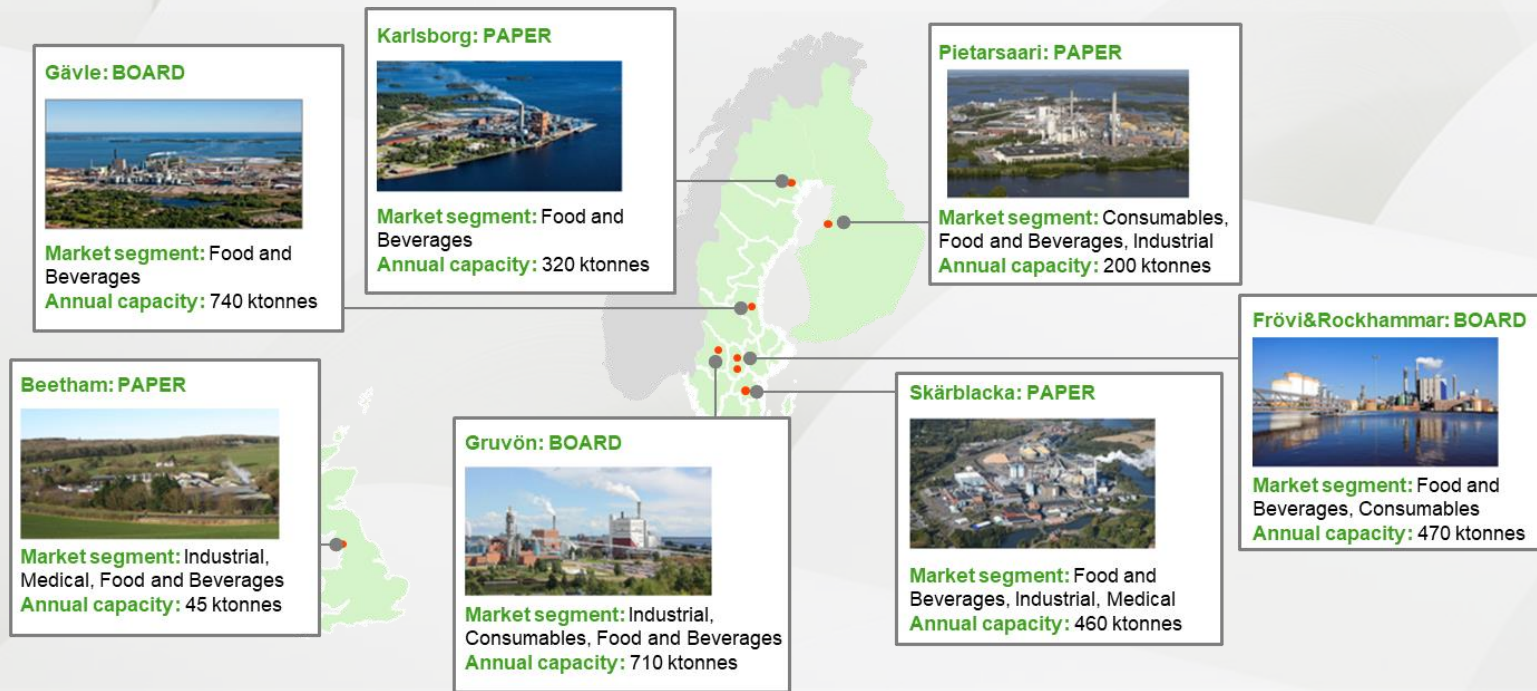 Gävle: BOARD
Market segment: Food and
Beverages
Annual capacity: 740 ktonnes
Karlsborg: PAPER
Market segment: Food and
Beverages
Annual capacity: 320 ktonnes
Pietarsaari: PAPER
Market segment: Consumables,
Food and Beverages, Industrial
Annual capacity: 200 ktonnes
Beetham: PAPER
Market segment: Industrial,
Medical, Food and Beverages
Annual capacity: 45 ktonnes
Gruvön: BOARD
Market segment: Industrial,
Consumables, Food and Beverages
Annual capacity: 710 ktonnes
Skärblacka: PAPER
Market segment: Food and
Beverages, Industrial, Medical
Annual capacity: 460 ktonnes
Frövi&Rockhammar: BOARD
Market segment: Food and
Beverages, Consumables
Annual capacity: 470 ktonnes